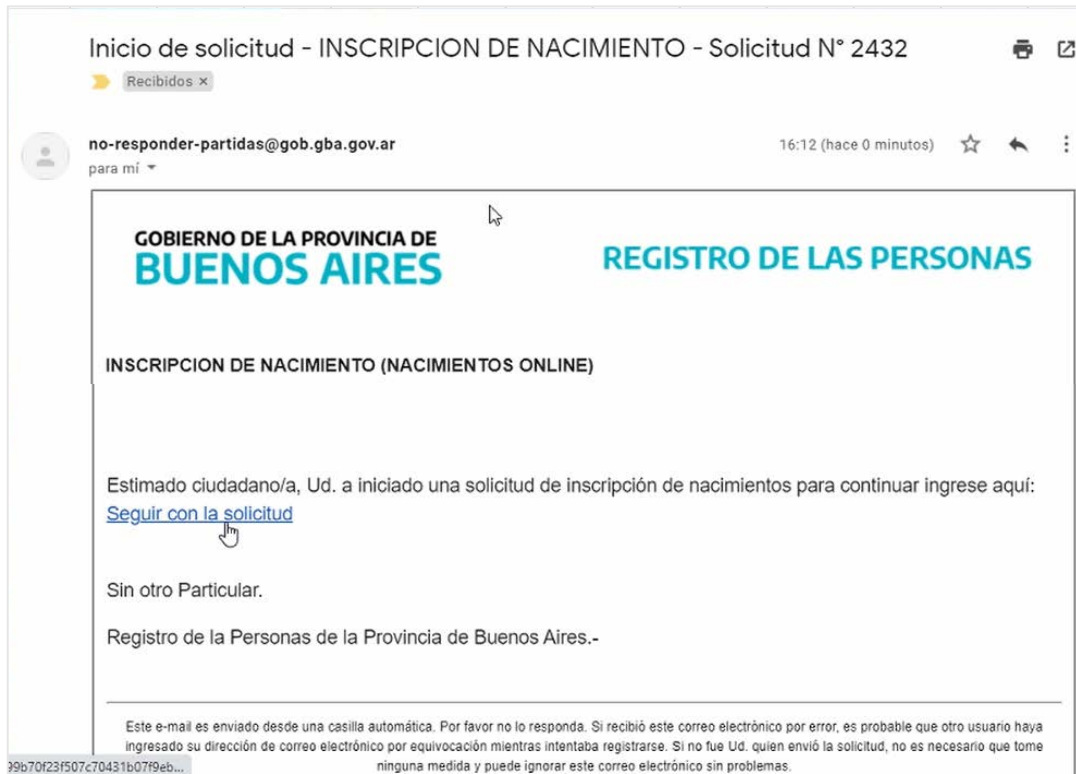 Inicio de solicitud - INSCRIPCION DE NACIMIENTO - Solicitud N° 2432
Recibidos ×
no-responder-partidas@gob.gba.gov.ar
16:12 (hace 0 minutos)
para mí
GOBIERNO DE LA PROVINCIA DE
BUENOS AIRES
REGISTRO DE LAS PERSONAS
INSCRIPCION DE NACIMIENTO (NACIMIENTOS ONLINE)
Estimado ciudadano/a, Ud. a iniciado una solicitud de inscripción de nacimientos para continuar ingrese aquí:
Seguir con la solicitud
Sin otro Particular.
Registro de la Personas de la Provincia de Buenos Aires.-
Este e-mail es enviado desde una casilla automática. Por favor no lo responda. Si recibió este correo electrónico por error, es probable que otro usuario haya
ingresado su dirección de correo electrónico por equivocación mientras intentaba registrarse. Si no fue Ud. quien envió la solicitud, no es necesario que tome
ninguna medida y puede ignorar este correo electrónico sin problemas.
99b70f23f507c70431b07f9eb...